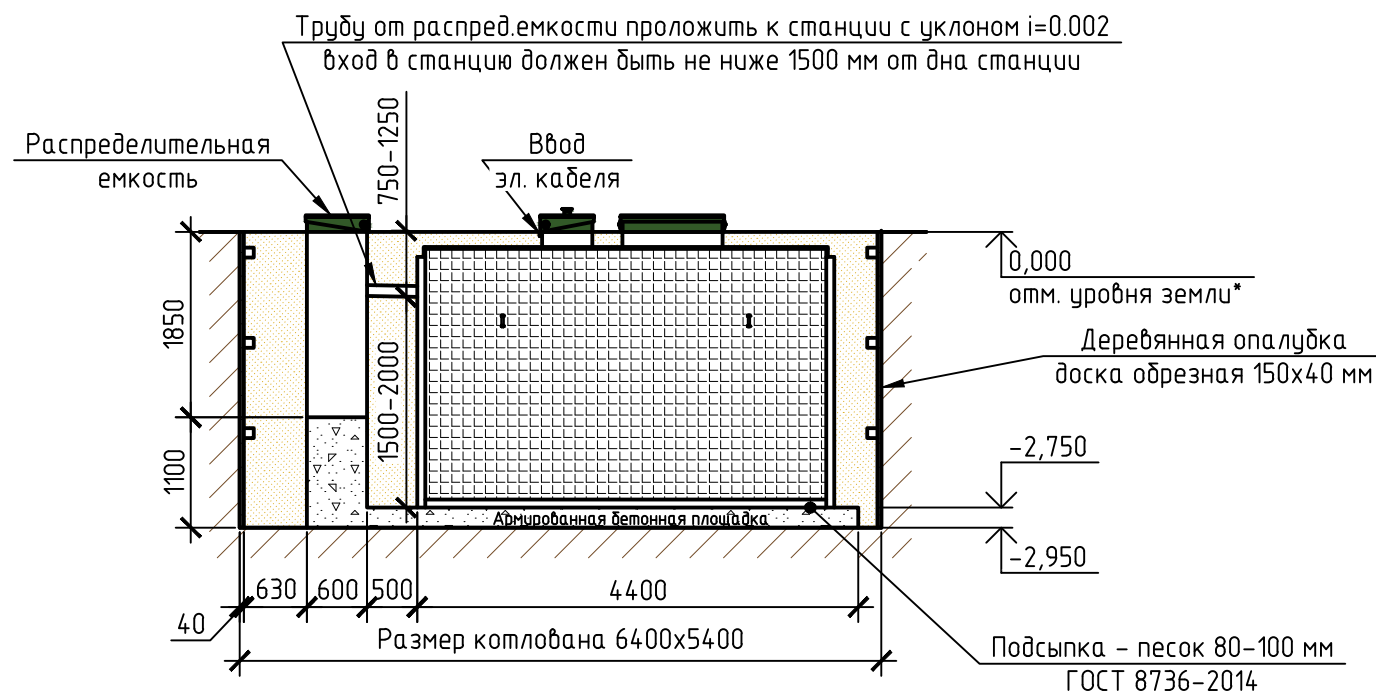 Трубу от распред.емкости проложить к станции с уклоном i=0.002
вход в станцию должен быть не ниже 1500 мм от дна станции
Распределительная
емкость
750-1250
Ввод
эл. кабеля
0,000
отм. уровня земли*
1850
1500-2000
Деревянная опалубка
доска обрезная 150х40 мм
1100
-2,750
Армированная бетонная площадка
-2,950
630
600
500
4400
40
Размер котлована 6400х5400
Подсыпка - песок 80-100 мм
ГОСТ 8736-2014